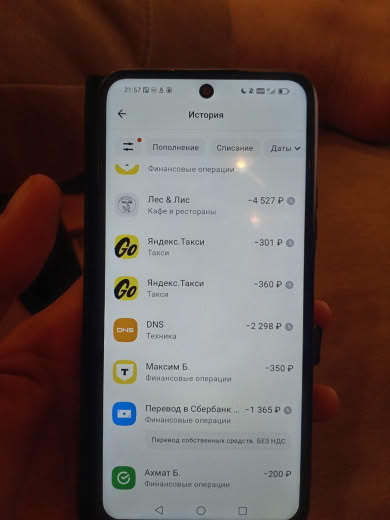 21:57
История
Пополнение
Списание
Даты
Финансовые операции
Лес & Лис
−4 527 ₽
Кафе и рестораны
Go
Яндекс.Такси
−301 ₽
Такси
Go
Яндекс.Такси
−360 ₽
Такси
DNS
DNS
−2 298 ₽
Техника
Т
Максим Б.
−350 ₽
Финансовые операции
Перевод в Сбербанк ...
−1 365 ₽
Финансовые операции
Перевод собственных средств. БЕЗ НДС
Ахмат Б.
−200 ₽
Финансовые операции